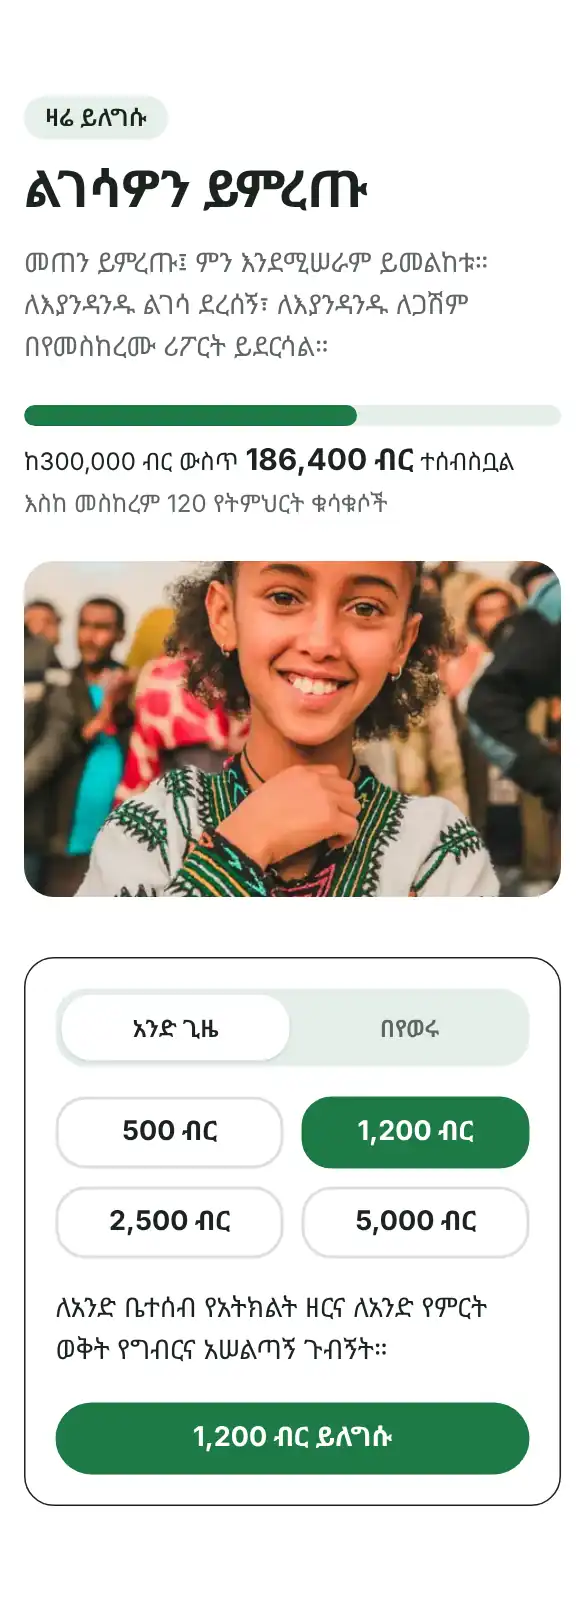 ዛሬ ይለግሱ
ልገሳዎን ይምረጡ
መጠን ይምረጡ፤ ምን እንደሚሠራም ይመልከቱ።
ለእያንዳንዱ ልገሳ ደረሰኝ፣ ለእያንዳንዱ ለጋሽም
በየመስከረሙ ሪፖርት ይደርሳል።
ከ300,000 ብር ውስጥ 186,400 ብር ተሰብስቧል
እስከ መስከረም 120 የትምህርት ቁሳቁሶች
አንድ ጊዜ
በየወሩ
500 ብር
1,200 ብር
2,500 ብር
5,000 ብር
ለአንድ ቤተሰብ የአትክልት ዘርና ለአንድ የምርት
ወቅት የግብርና አሠልጣኝ ጉብኝት።
1,200 ብር ይለግሱ